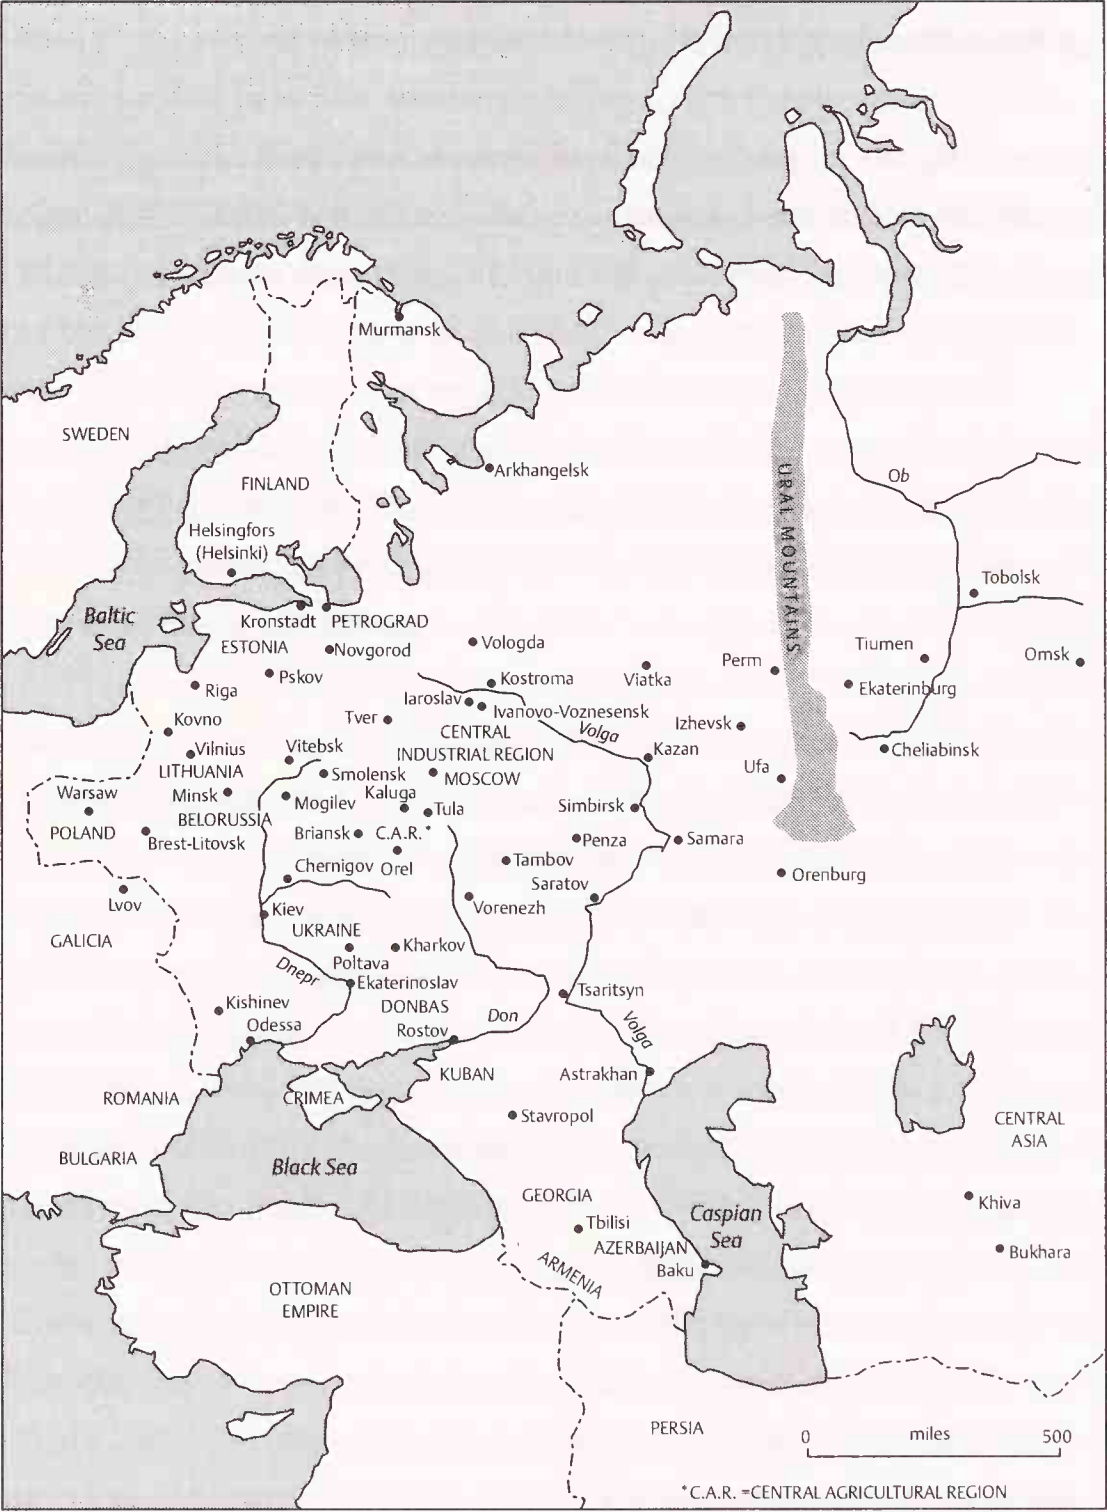 Murmansk
SWEDEN
FINLAND
Arkhangelsk
Ob
URAL MOUNTAINS
Helsingfors
(Helsinki)
Tobolsk
Baltic
Sea
Kronstadt
PETROGRAD
ESTONIA
Novgorod
Vologda
Tiumen
Omsk
Perm
Pskov
Riga
Kostroma
Viatka
Ekaterinburg
Iaroslav
Ivanovo-Voznesensk
Kovno
Tver
Volga
Izhevsk
CENTRAL
INDUSTRIAL REGION
Kazan
Cheliabinsk
Vilnius
Vitebsk
LITHUANIA
Smolensk
MOSCOW
Ufa
Warsaw
Minsk
Mogilev
Kaluga
Tula
Simbirsk
BELORUSSIA
POLAND
Brest-Litovsk
Briansk
C.A.R.*
Penza
Samara
Orel
Tambov
Chernigov
Saratov
Orenburg
Lvov
Vorenezh
Kiev
UKRAINE
GALICIA
Kharkov
Poltava
Dnepr
Ekaterinoslav
Tsaritsyn
Kishinev
DONBAS
Odessa
Rostov
Don
Volga
KUBAN
Astrakhan
ROMANIA
CRIMEA
Stavropol
CENTRAL
ASIA
BULGARIA
Black Sea
GEORGIA
Khiva
Tbilisi
Caspian
Sea
AZERBAIJAN
Bukhara
Baku
ARMENIA
OTTOMAN
EMPIRE
PERSIA
0 miles 500
*C.A.R. =CENTRAL AGRICULTURAL REGION